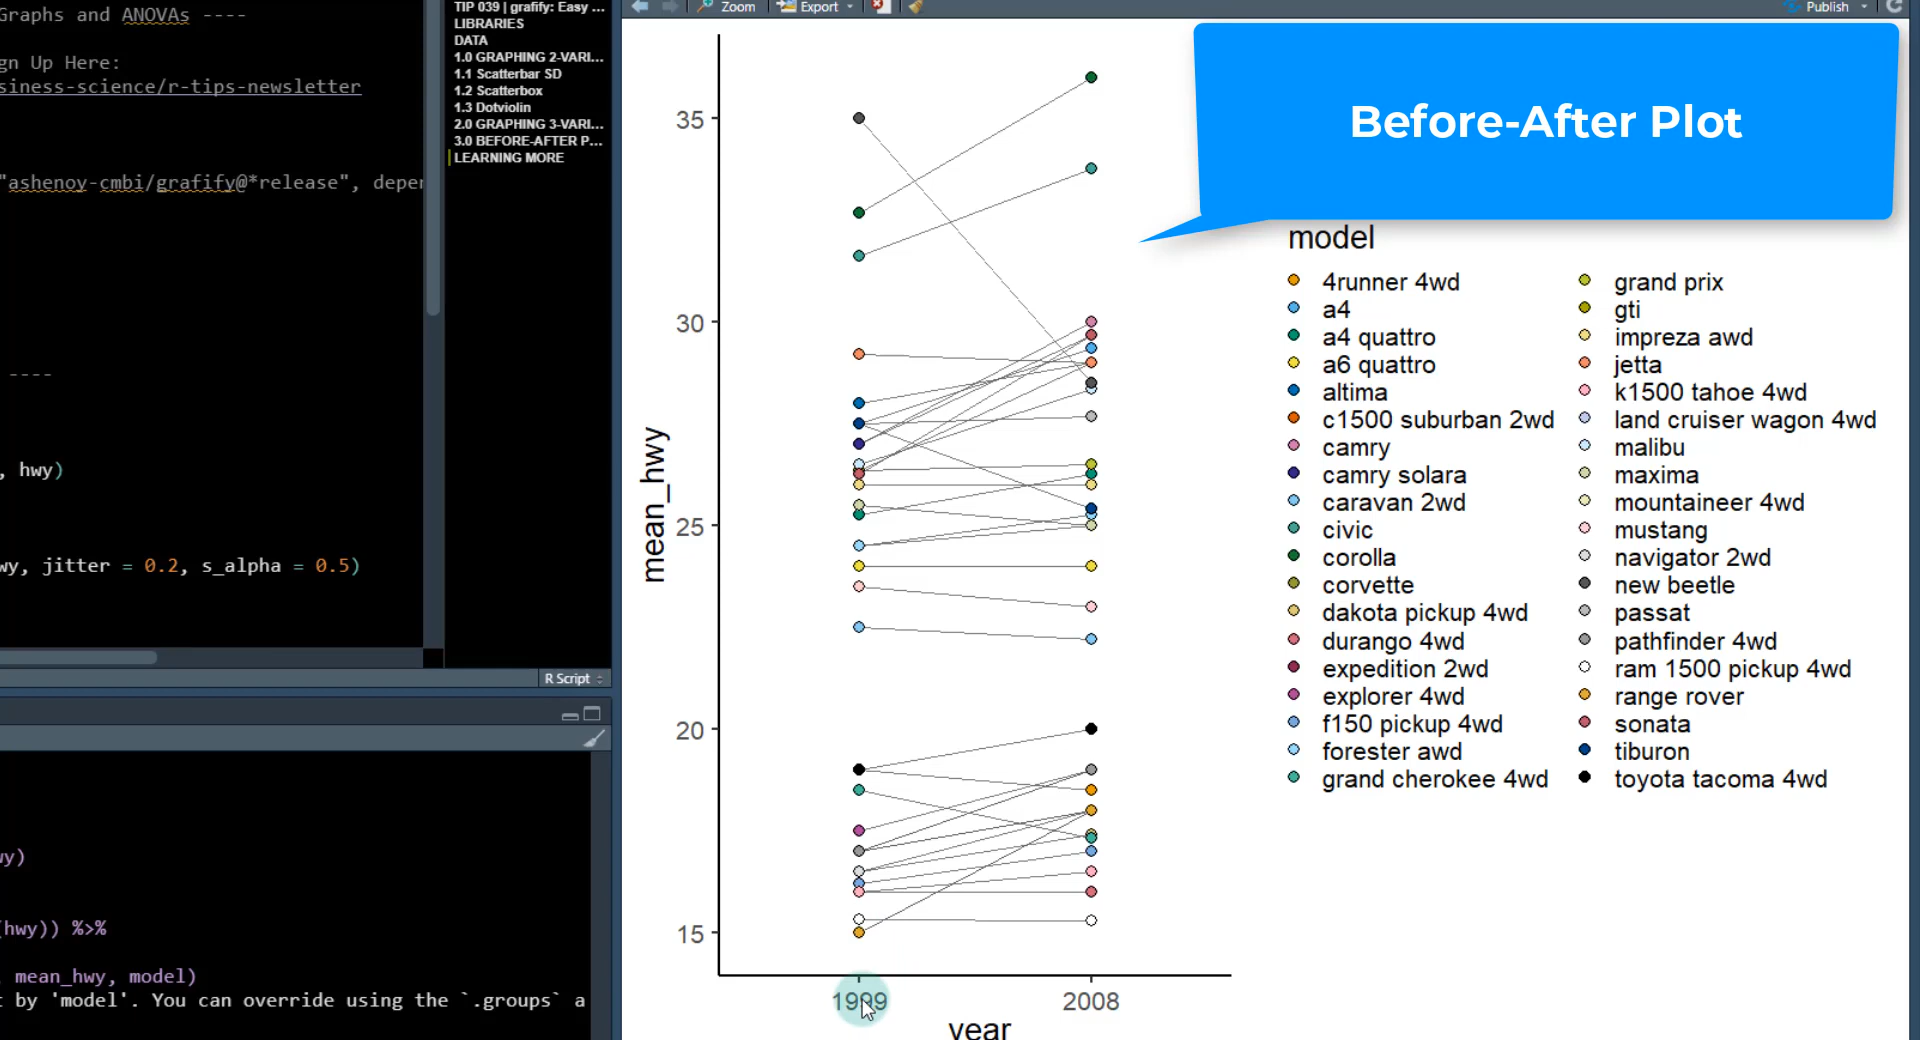 Graphs and ANOVAs ----
gn Up Here:
siness-science/r-tips-newsletter
"ashenoy-cmbi/grafify@*release", deper
----
, hwy)
wy, jitter = 0.2, s_alpha = 0.5)
TIP 039 | grafify: Easy ...
LIBRARIES
DATA
1.0 GRAPHING 2-VARI...
1.1 Scatterbar SD
1.2 Scatterbox
1.3 Dotviolin
2.0 GRAPHING 3-VARI...
3.0 BEFORE-AFTER P...
LEARNING MORE
R Script
wy)
(hwy)) %>%
mean_hwy, model)
t by 'model'. You can override using the `.groups` a
Zoom
Export
Publish
Before-After Plot
mean_hwy
35
30
25
20
15
1999
2008
year
model
4runner 4wd
a4
a4 quattro
a6 quattro
altima
c1500 suburban 2wd
camry
camry solara
caravan 2wd
civic
corolla
corvette
dakota pickup 4wd
durango 4wd
expedition 2wd
explorer 4wd
f150 pickup 4wd
forester awd
grand cherokee 4wd
grand prix
gti
impreza awd
jetta
k1500 tahoe 4wd
land cruiser wagon 4wd
malibu
maxima
mountaineer 4wd
mustang
navigator 2wd
new beetle
passat
pathfinder 4wd
ram 1500 pickup 4wd
range rover
sonata
tiburon
toyota tacoma 4wd